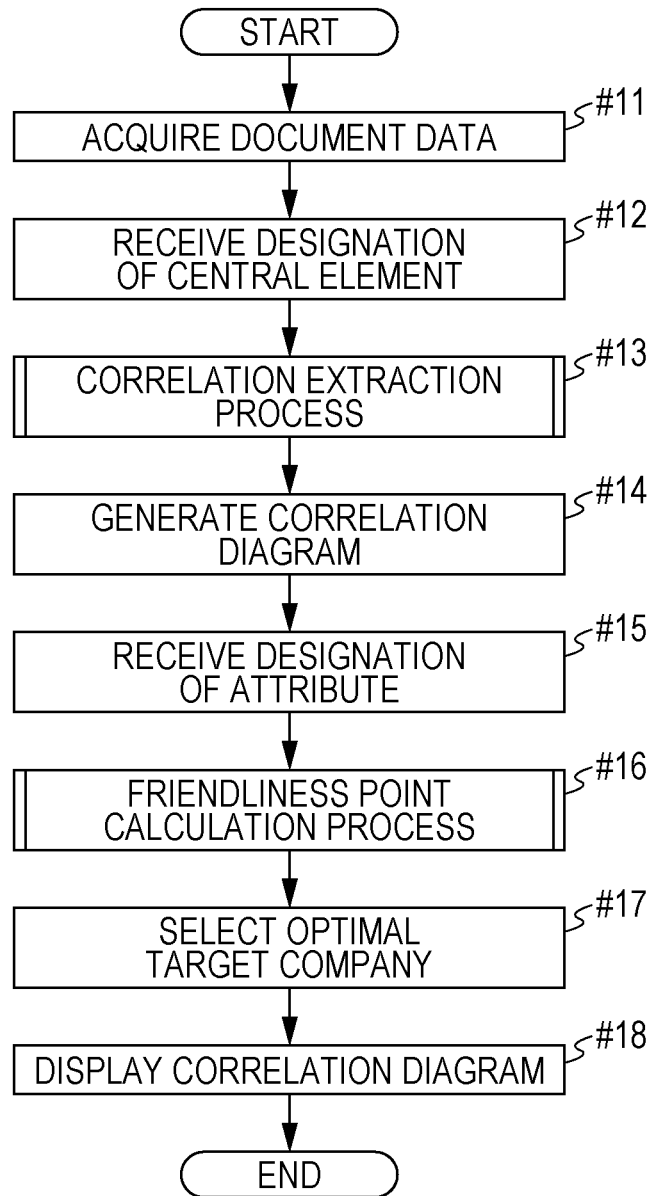 START
#11
ACQUIRE DOCUMENT DATA
#12
RECEIVE DESIGNATION
OF CENTRAL ELEMENT
#13
CORRELATION EXTRACTION
PROCESS
#14
GENERATE CORRELATION
DIAGRAM
#15
RECEIVE DESIGNATION
OF ATTRIBUTE
#16
FRIENDLINESS POINT
CALCULATION PROCESS
#17
SELECT OPTIMAL
TARGET COMPANY
#18
DISPLAY CORRELATION DIAGRAM
END